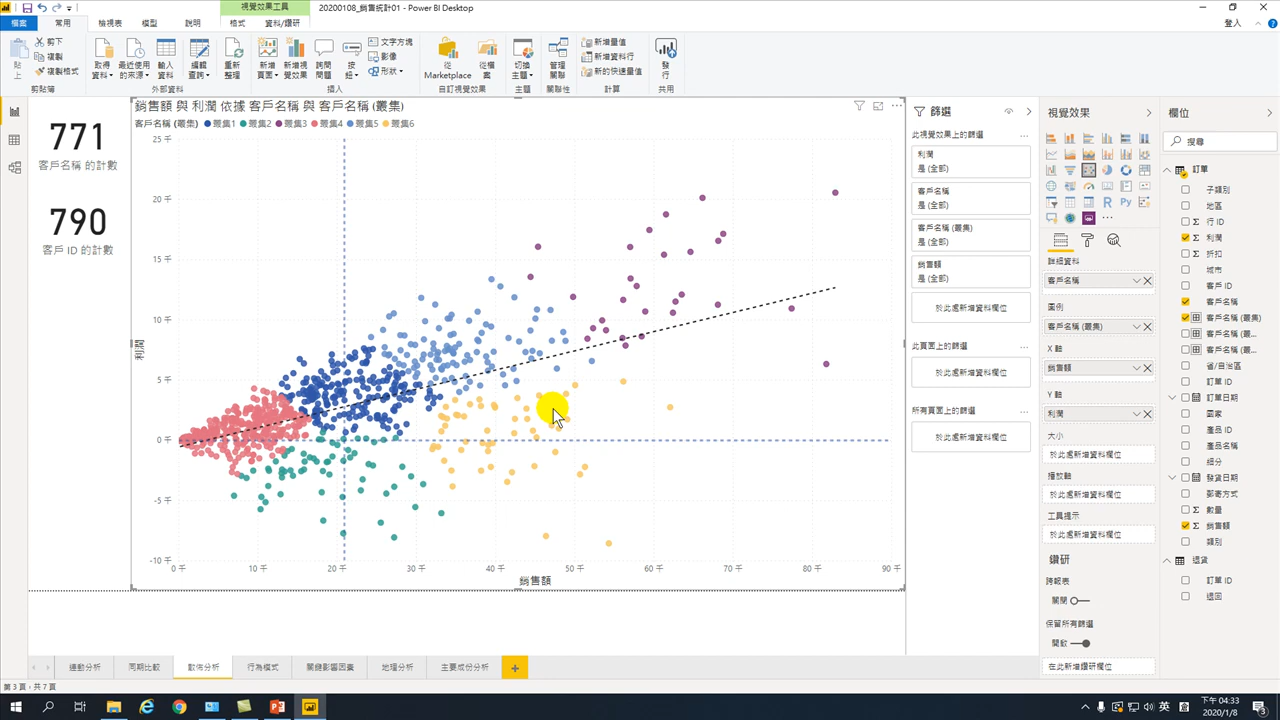 視覺效果工具
20200108_銷售統計01 - Power BI Desktop
檔案
常用
檢視表
模型
說明
格式
資料/鑽研
登入
貼上
剪下
複製
複製格式
剪貼簿
取得資料
最近使用的來源
輸入資料
編輯查詢
重新整理
外部資料
新增頁面
新增視覺效果
詢問問題
按鈕
文字方塊
影像
形狀
插入
從 Marketplace
從檔案
自訂視覺效果
切換主題
主題
管理關聯
關聯性
新增量值
新增資料行
新的快速量值
計算
發行
共用
771
客戶名稱 的計數
790
客戶 ID 的計數
銷售額 與 利潤 依據 客戶名稱 與 客戶名稱 (叢集)
客戶名稱 (叢集) 叢集1 叢集2 叢集3 叢集4 叢集5 叢集6
25 千
20 千
15 千
10 千
5 千
0 千
-5 千
-10 千
利潤
0 千 10 千 20 千 30 千 40 千 50 千 60 千 70 千 80 千 90 千
銷售額
篩選
此視覺效果上的篩選
利潤
是 (全部)
客戶名稱
是 (全部)
客戶名稱 (叢集)
是 (全部)
銷售額
是 (全部)
於此處新增資料欄位
此頁面上的篩選
於此處新增資料欄位
所有頁面上的篩選
於此處新增資料欄位
視覺效果
R
Py
詳細資料
客戶名稱
圖例
客戶名稱 (叢集)
X 軸
銷售額
Y 軸
利潤
大小
於此處新增資料欄位
播放軸
於此處新增資料欄位
工具提示
於此處新增資料欄位
鑽研
跨報表
關閉
保留所有篩選
開啟
在此新增鑽研欄位
欄位
搜尋
訂單
子類別
地區
行 ID
利潤
折扣
城市
客戶 ID
客戶名稱
客戶名稱 (叢集)
客戶名稱 (叢...
客戶名稱 (叢...
省/自治區
訂單 ID
訂單日期
國家
產品 ID
產品名稱
細分
發貨日期
郵寄方式
數量
銷售額
類別
退貨
訂單 ID
退回
運動分析
同期比較
散佈分析
行為模式
關鍵影響因素
地理分析
主要成份分析
第 3 頁，共 7 頁
英
下午 04:33
2020/1/8
3